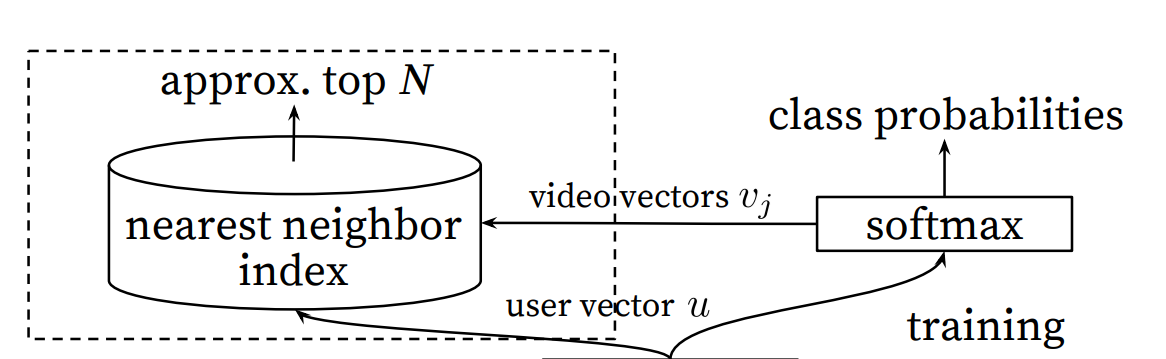 approx. top N
class probabilities
video vectors v_j
nearest neighbor
index
softmax
user vector u
training